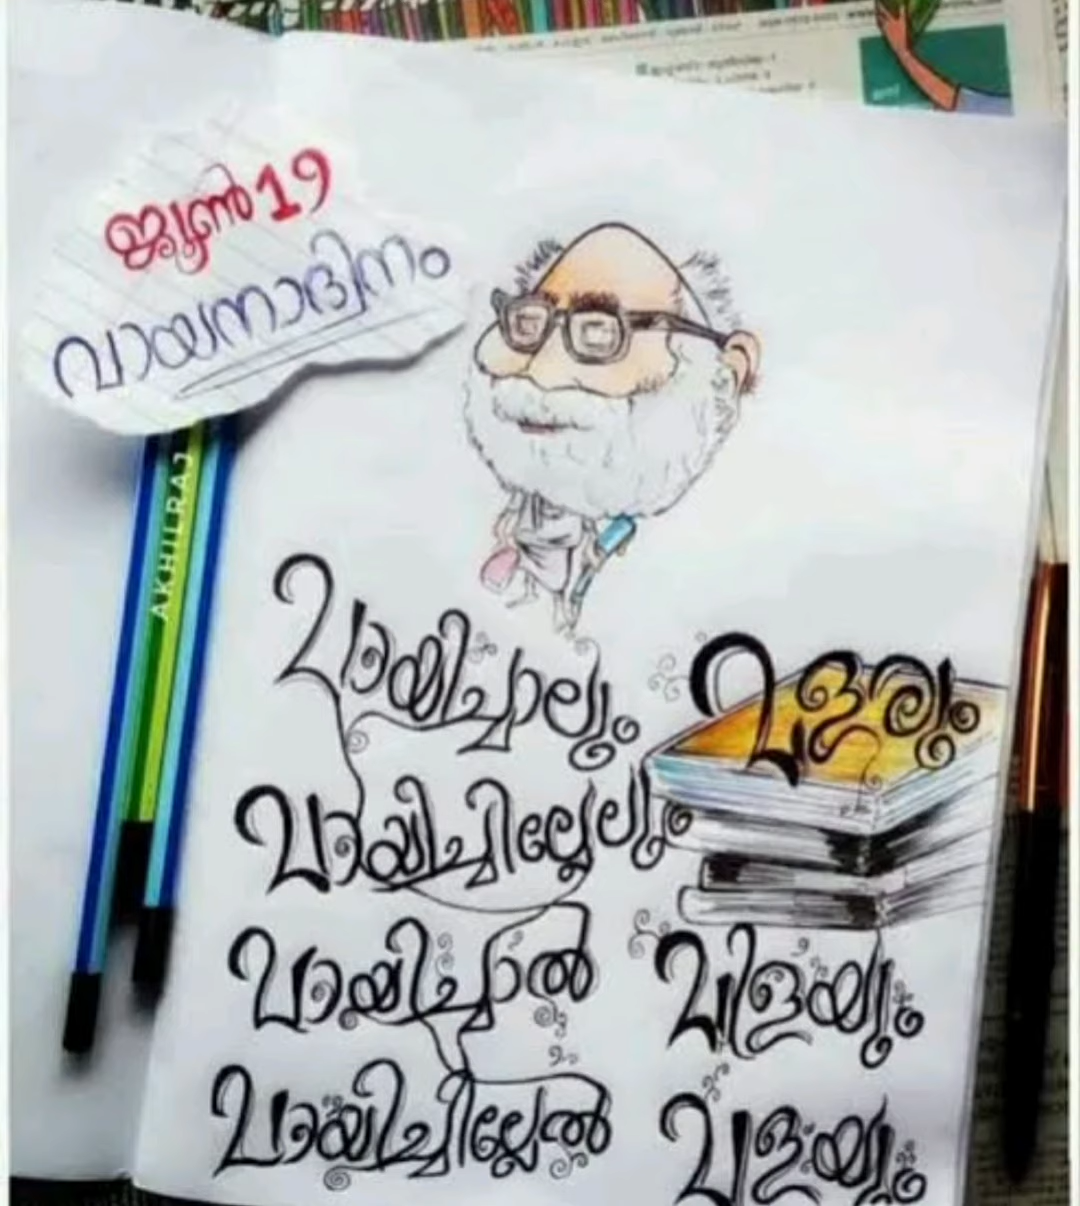 ജൂൺ 19
വായനാദിനം
AKHILRAJ
വായിച്ചാലും വളരും
വായിച്ചില്ലേലും
വായിച്ചാൽ വിളയും
വായിച്ചില്ലേൽ വളയും